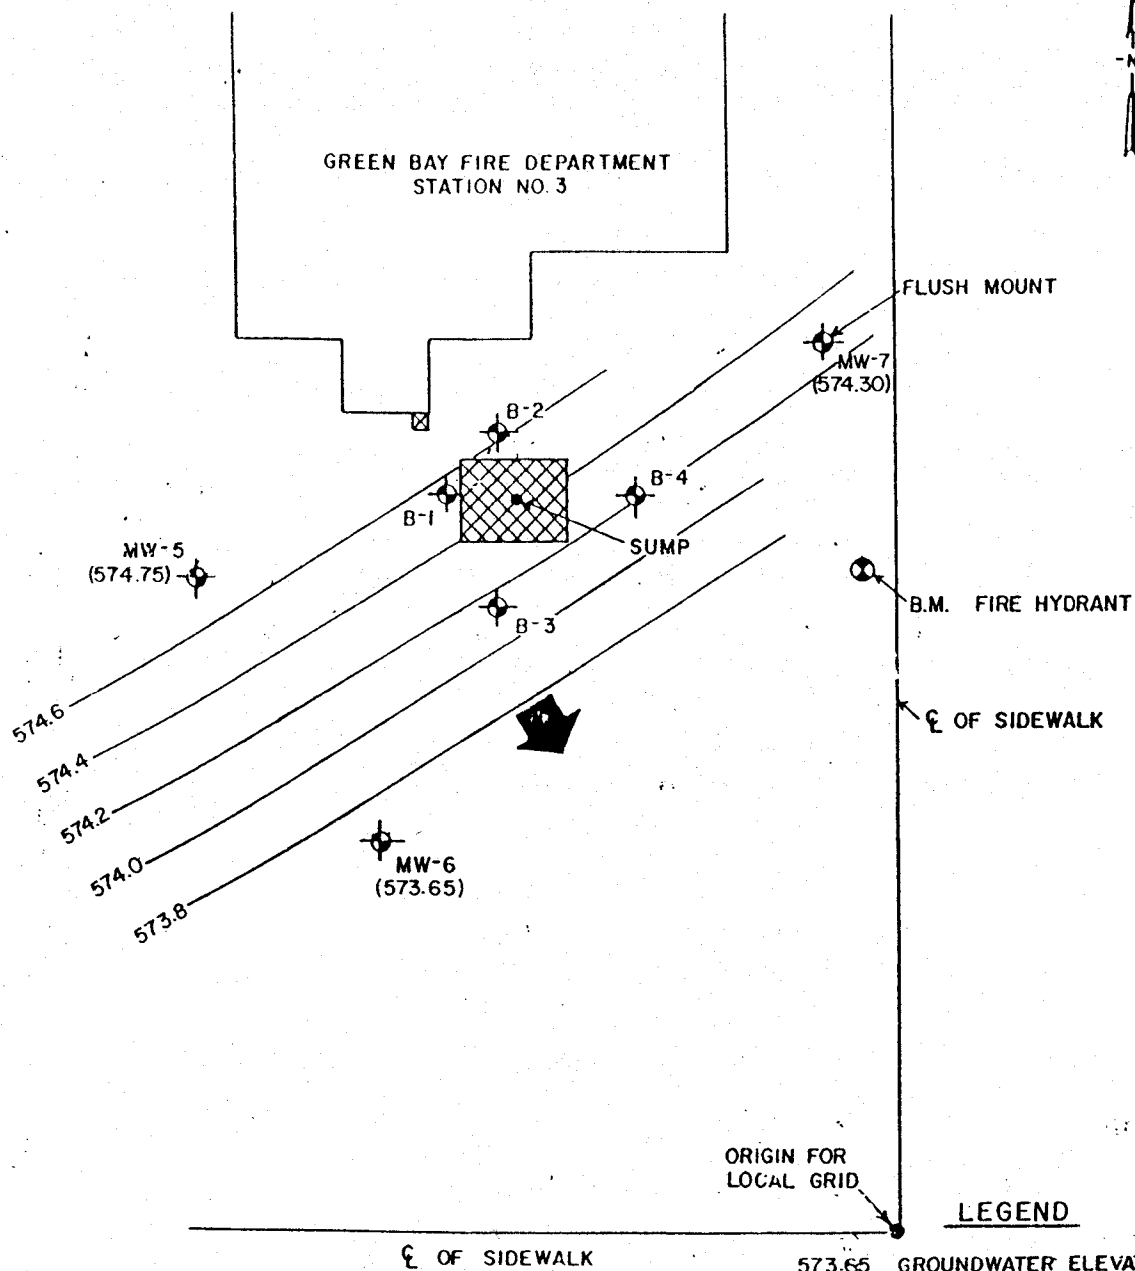 -N
GREEN BAY FIRE DEPARTMENT
STATION NO. 3
FLUSH MOUNT
MW-7
(574.30)
B-2
B-4
B-1
SUMP
MW-5
(574.75)
B.M. FIRE HYDRANT
B-3
574.6
℄ OF SIDEWALK
574.4
574.2
574.0
MW-6
(573.65)
573.8
ORIGIN FOR
LOCAL GRID
LEGEND
℄ OF SIDEWALK
573.65 GROUNDWATER ELEVA